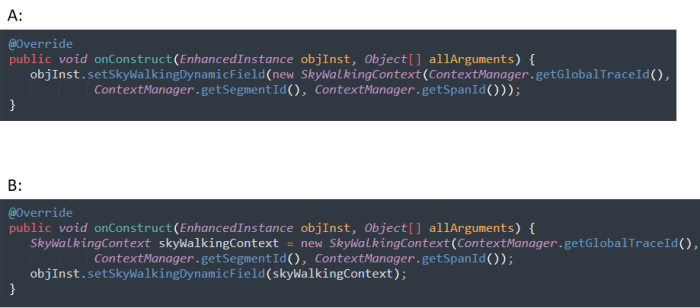 A:
@Override
public void onConstruct(EnhancedInstance objInst, Object[] allArguments) {
objInst.setSkyWalkingDynamicField(new SkyWalkingContext(ContextManager.getGlobalTraceId(),
ContextManager.getSegmentId(), ContextManager.getSpanId()));
}
B:
@Override
public void onConstruct(EnhancedInstance objInst, Object[] allArguments) {
SkyWalkingContext skyWalkingContext = new SkyWalkingContext(ContextManager.getGlobalTraceId(),
ContextManager.getSegmentId(), ContextManager.getSpanId());
objInst.setSkyWalkingDynamicField(skyWalkingContext);
}